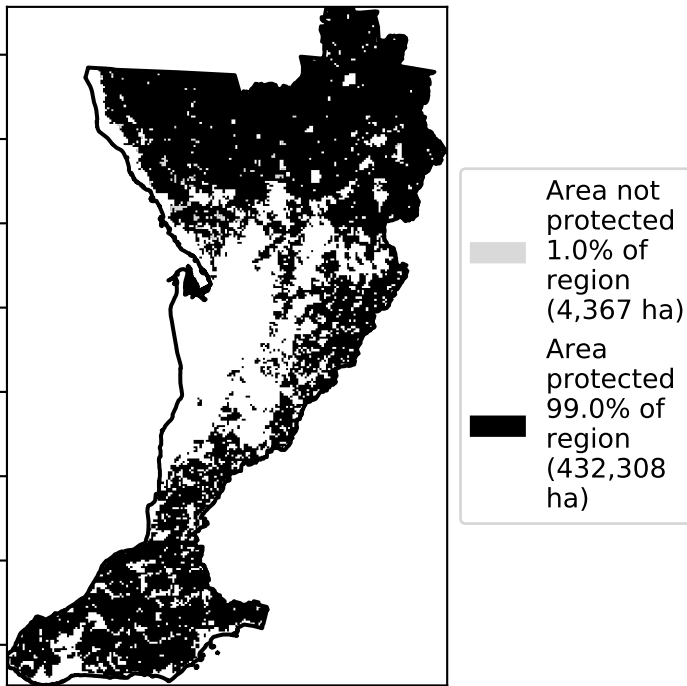 Area not
protected
1.0% of
region
(4,367 ha)
Area
protected
99.0% of
region
(432,308
ha)